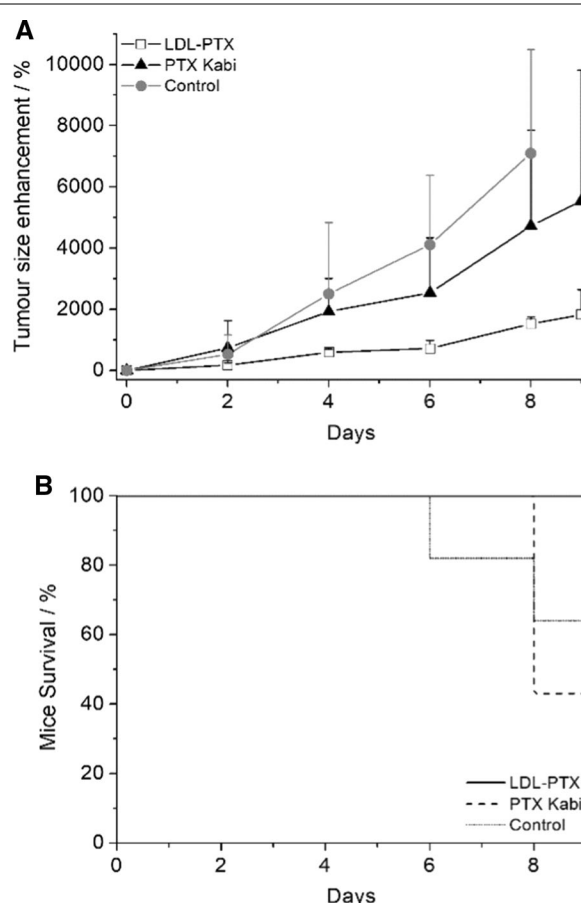 A
LDL-PTX
PTX Kabi
Control
10000
8000
6000
4000
2000
0
Tumour size enhancement / %
0 2 4 6 8
Days
B
100
80
60
40
20
0
Mice Survival / %
LDL-PTX
PTX Kabi
Control
0 2 4 6 8
Days